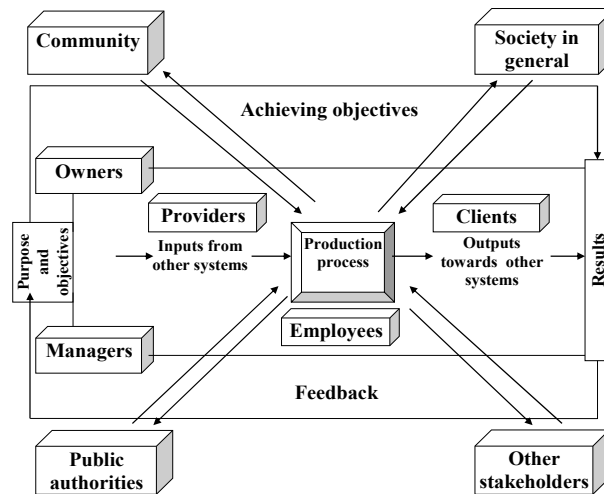 Community
Society in
general
Achieving objectives
Owners
Providers
Clients
Purpose
and
objectives
Inputs from
other systems
Production
process
Outputs
towards other
systems
Results
Employees
Managers
Feedback
Public
authorities
Other
stakeholders